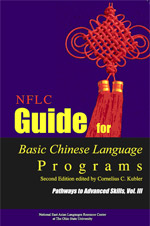 NFLC
Guide for
Basic Chinese Language
Programs
Second Edition edited by Cornelius C. Kubler
Pathways to Advanced Skills, Vol. III
National East Asian Languages Resource Center
at The Ohio State University